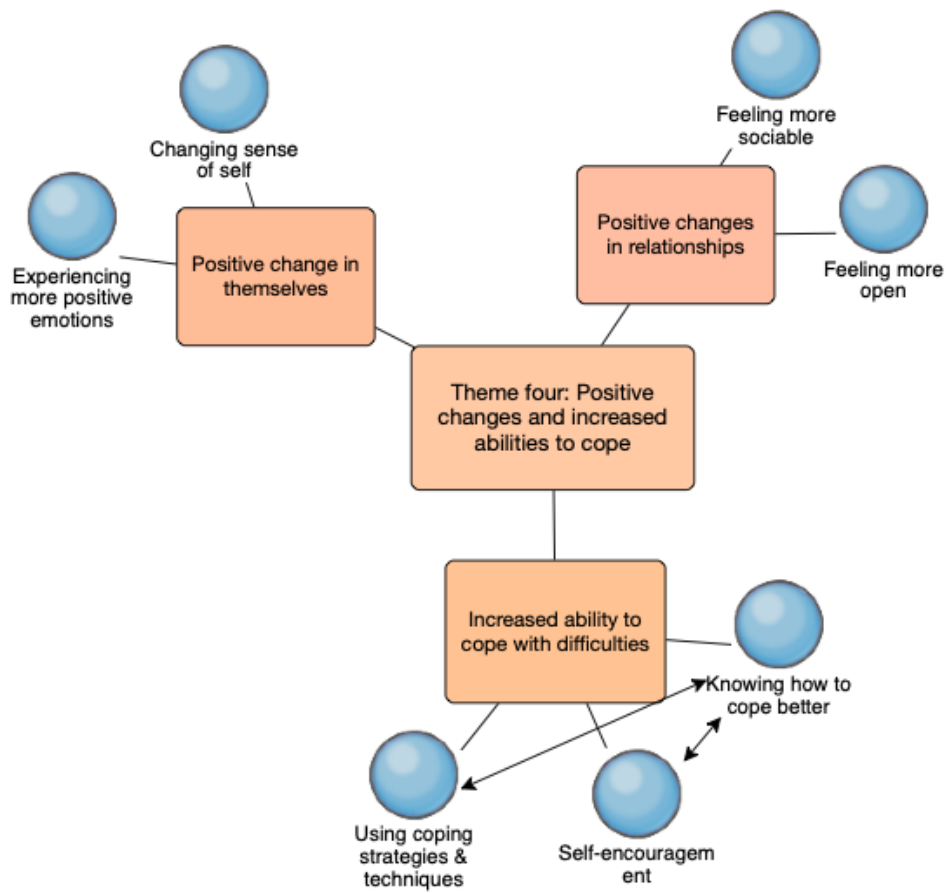 Feeling more
sociable
Changing sense
of self
Positive changes
in relationships
Positive change in
themselves
Feeling more
open
Experiencing
more positive
emotions
Theme four: Positive
changes and increased
abilities to cope
Increased ability to
cope with difficulties
Knowing how to
cope better
Using coping
strategies &
techniques
Self-encouragem
ent